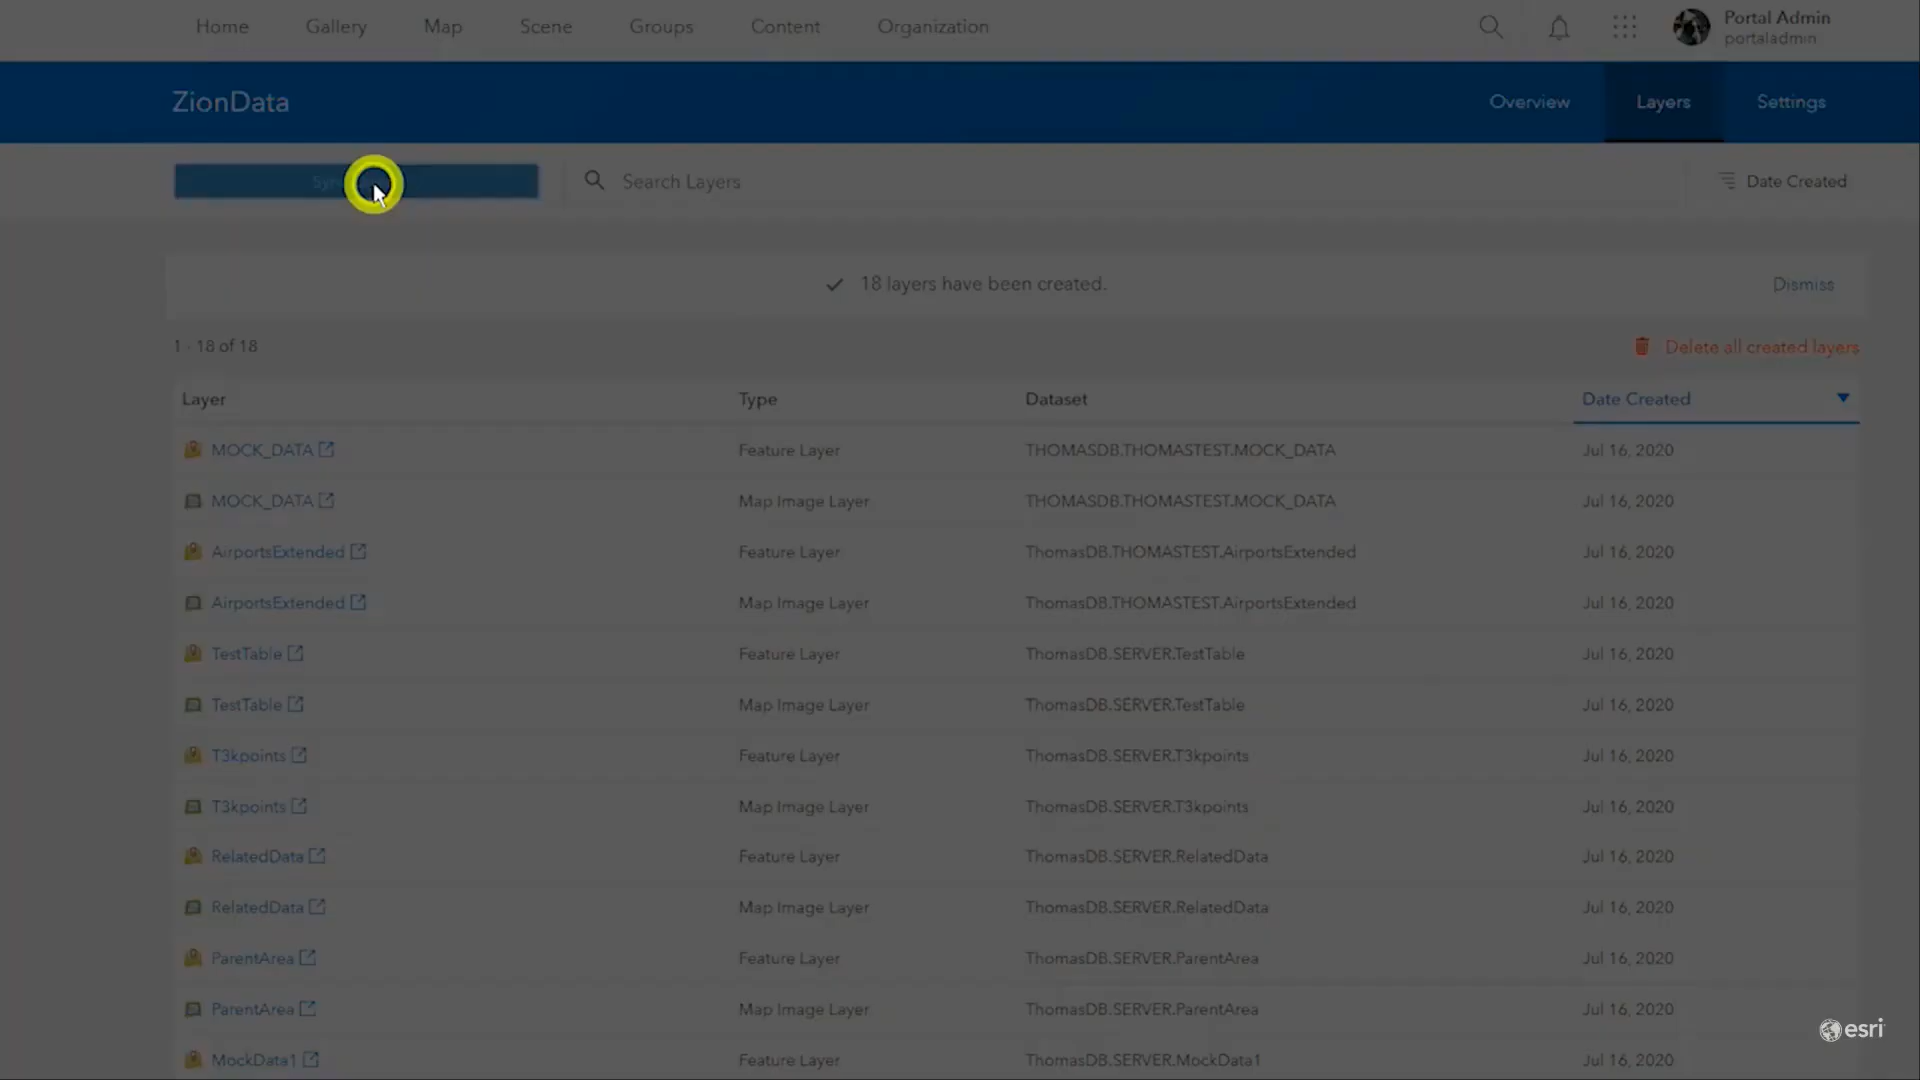 Home Gallery Map Scene Groups Content Organization
Portal Admin
portaladmin
ZionData Overview Layers Settings
Search Layers Date Created
18 layers have been created. Dismiss
1 - 18 of 18 Delete all created layers
Layer Type Dataset Date Created
MOCK_DATA Feature Layer THOMASDB.THOMASTEST.MOCK_DATA Jul 16, 2020
MOCK_DATA Map Image Layer THOMASDB.THOMASTEST.MOCK_DATA Jul 16, 2020
AirportsExtended Feature Layer ThomasDB.THOMASTEST.AirportsExtended Jul 16, 2020
AirportsExtended Map Image Layer ThomasDB.THOMASTEST.AirportsExtended Jul 16, 2020
TestTable Feature Layer ThomasDB.SERVER.TestTable Jul 16, 2020
TestTable Map Image Layer ThomasDB.SERVER.TestTable Jul 16, 2020
T3kpoints Feature Layer ThomasDB.SERVER.T3kpoints Jul 16, 2020
T3kpoints Map Image Layer ThomasDB.SERVER.T3kpoints Jul 16, 2020
RelatedData Feature Layer ThomasDB.SERVER.RelatedData Jul 16, 2020
RelatedData Map Image Layer ThomasDB.SERVER.RelatedData Jul 16, 2020
ParentArea Feature Layer ThomasDB.SERVER.ParentArea Jul 16, 2020
ParentArea Map Image Layer ThomasDB.SERVER.ParentArea Jul 16, 2020
MockData1 Feature Layer ThomasDB.SERVER.MockData1 Jul 16, 2020
esri